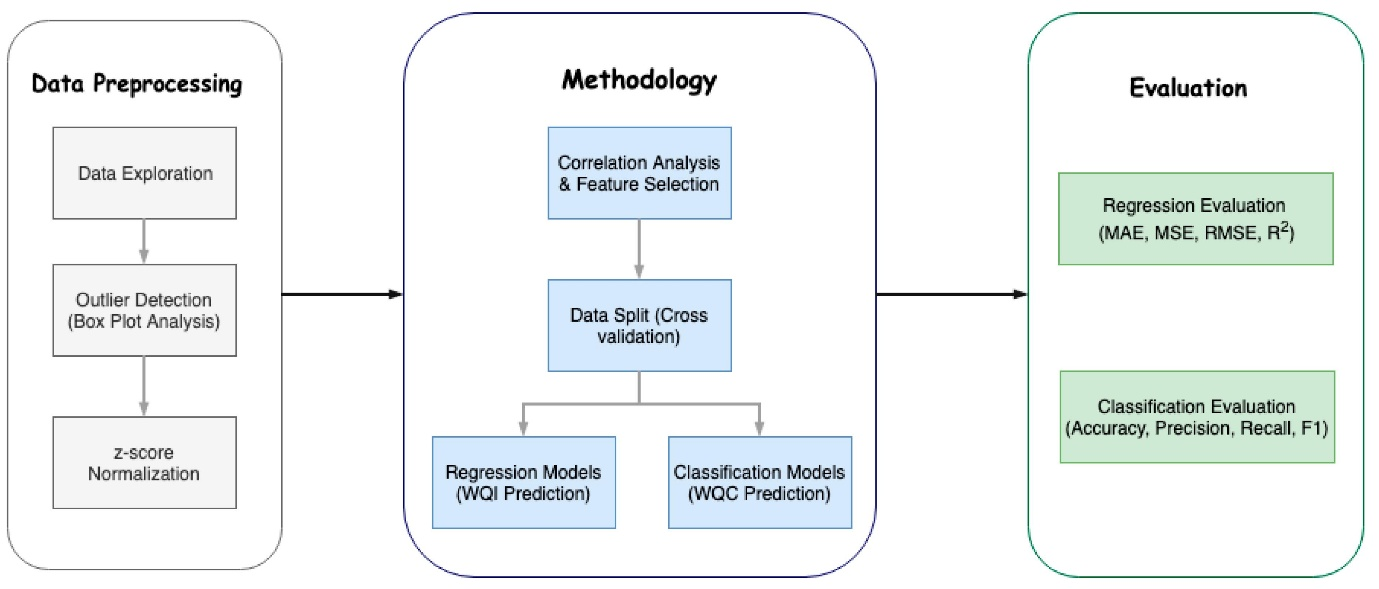 Data Preprocessing
Data Exploration
Outlier Detection
(Box Plot Analysis)
z-score
Normalization
Methodology
Correlation Analysis
& Feature Selection
Data Split (Cross
validation)
Regression Models
(WQI Prediction)
Classification Models
(WQC Prediction)
Evaluation
Regression Evaluation
(MAE, MSE, RMSE, R²)
Classification Evaluation
(Accuracy, Precision, Recall, F1)